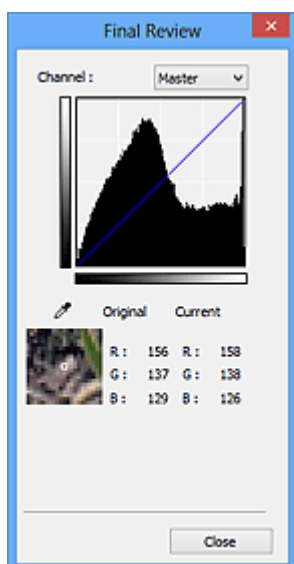 Final Review
Channel :
Master
Original Current
R : 156 R : 158
G : 137 G : 138
B : 129 B : 126
Close